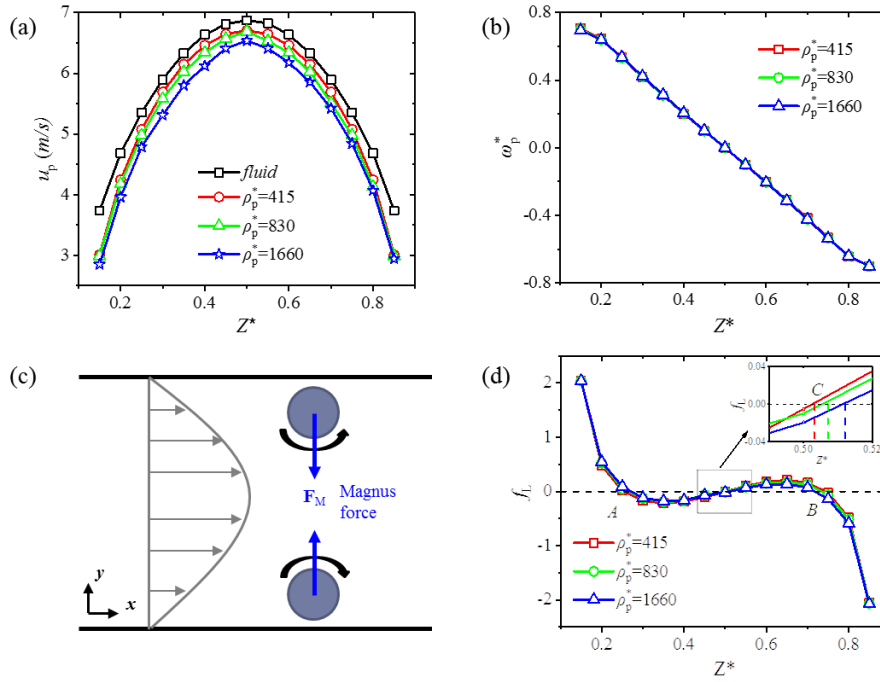 (a)
7
6
5
4
3
u_p (m/s)
fluid
ρ_p^*=415
ρ_p^*=830
ρ_p^*=1660
0.2 0.4 0.6 0.8
Z*
(b)
0.8
0.4
0.0
-0.4
-0.8
ω_p^*
ρ_p^*=415
ρ_p^*=830
ρ_p^*=1660
0.2 0.4 0.6 0.8
Z*
(c)
F_M Magnus
force
y
x
(d)
2
1
0
-1
-2
f_L
A
B
ρ_p^*=415
ρ_p^*=830
ρ_p^*=1660
0.2 0.4 0.6 0.8
Z*
0.04
0.00
-0.04
f_L
C
0.50 0.52
Z*